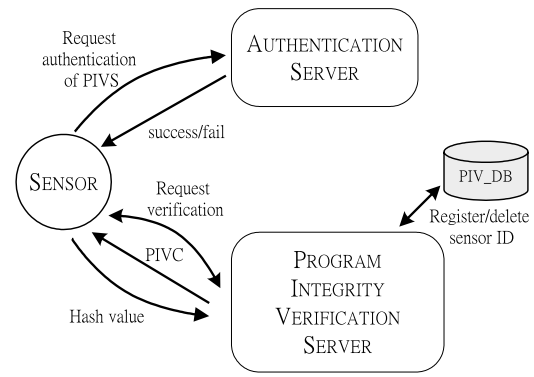 Request
authentication
of PIVS
AUTHENTICATION
SERVER
success/fail
SENSOR
Request
verification
PIVC
Hash value
PROGRAM
INTEGRITY
VERIFICATION
SERVER
PIV_DB
Register/delete
sensor ID